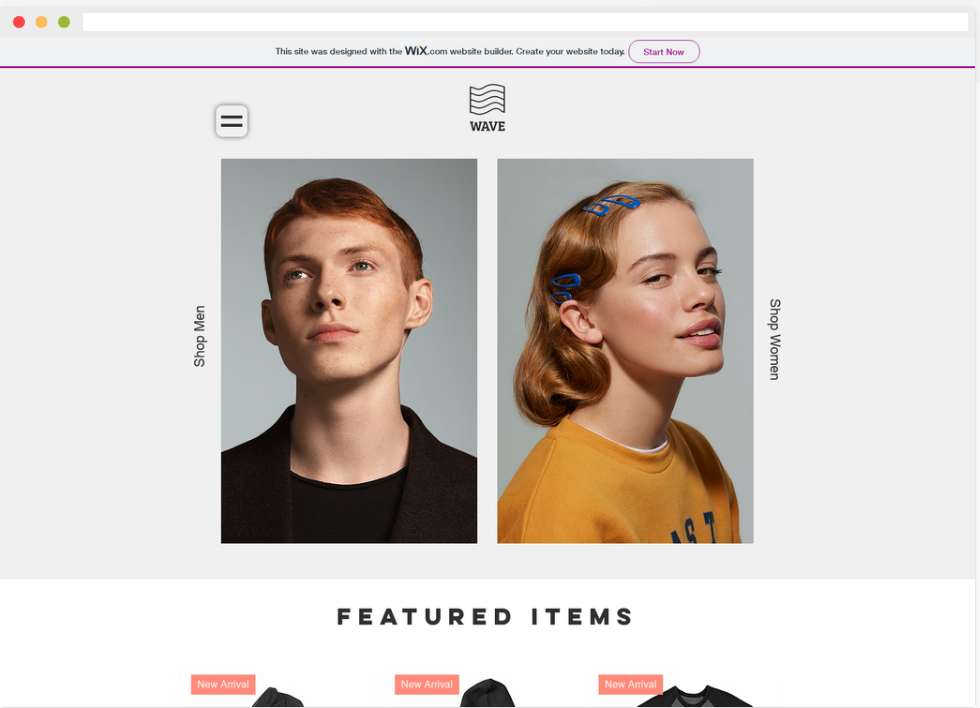 This site was designed with the WiX.com website builder. Create your website today. Start Now
WAVE
Shop Men
Shop Women
AST
FEATURED ITEMS
New Arrival New Arrival New Arrival